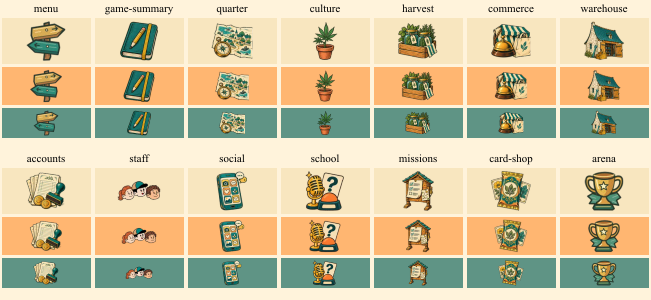 menu game-summary quarter culture harvest commerce warehouse
accounts staff social school missions card-shop arena
?
?
?